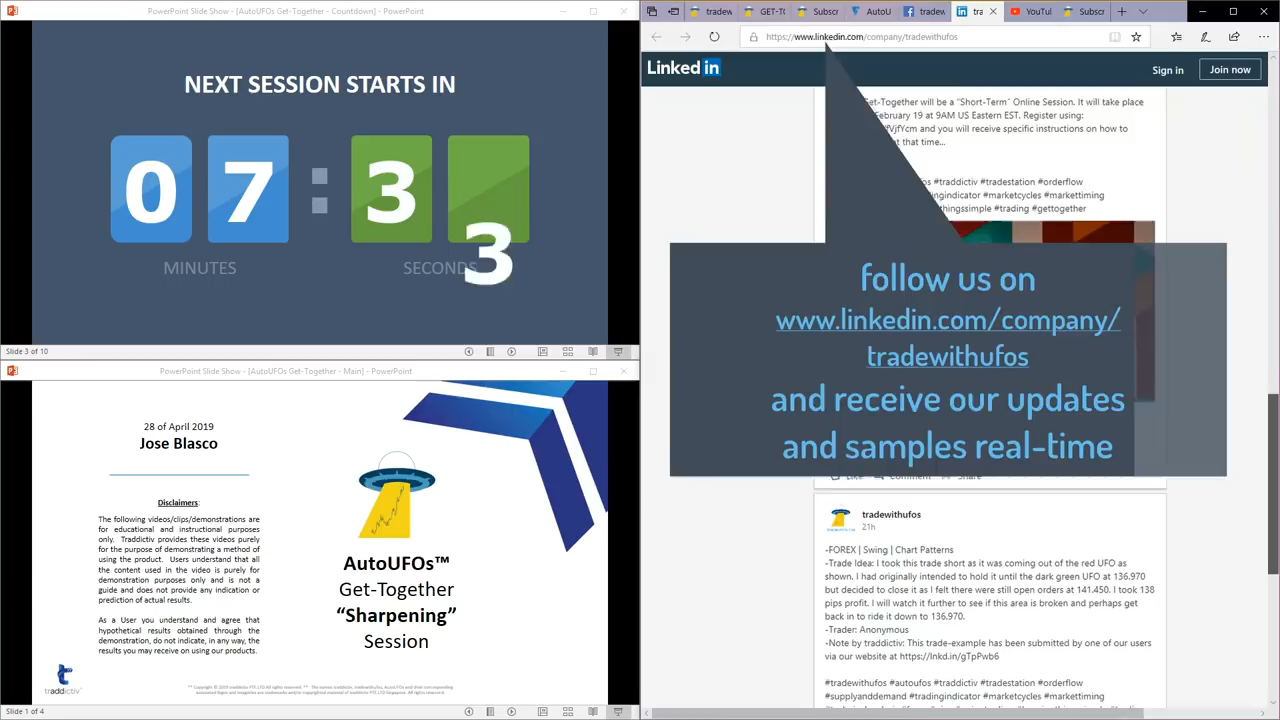 PowerPoint Slide Show - [AutoUFOs Get-Together - Countdown] - PowerPoint
NEXT SESSION STARTS IN
07:33
MINUTES
SECONDS
Slide 3 of 10
PowerPoint Slide Show - [AutoUFOs Get-Together - Main] - PowerPoint
28 of April 2019
Jose Blasco
Disclaimers:
The following videos/clips/demonstrations are
for educational and instructional purposes
only. Traddictiv provides these videos purely
for the purpose of demonstrating a method of
using the product. Users understand that all
the content used in the video is purely for
demonstration purposes only and is not a
guide and does not provide any indication or
prediction of actual results.
As a User you understand and agree that
hypothetical results obtained through the
demonstration, do not indicate, in any way, the
results you may receive on using our products.
AutoUFOs™
Get-Together
“Sharpening”
Session
traddictiv
Slide 1 of 4
tradew
GET-T
Subscr
AutoU
tradew
tra
YouTul
Subscr
https://www.linkedin.com/company/tradewithufos
Linked in
Sign in
Join now
Get-Together will be a "Short-Term" Online Session. It will take place
February 19 at 9AM US Eastern EST. Register using:
and you will receive specific instructions on how to
at that time...
#traddictiv #tradestation #orderflow
#marketcycles #markettiming
#trading #gettogether
follow us on
www.linkedin.com/company/
tradewithufos
and receive our updates
and samples real-time
Like
Comment
Share
tradewithufos
21h
-FOREX | Swing | Chart Patterns
-Trade Idea: I took this trade short as it was coming out of the red UFO as
shown. I had originally intended to hold it until the dark green UFO at 136.970
but decided to close it as I felt there were still open orders at 141.450. I took 138
pips profit. I will watch it further to see if this area is broken and perhaps get
back in to ride it down to 136.970.
-Trader: Anonymous
-Note by traddictiv: This trade-example has been submitted by one of our users
via our website at https://lnkd.in/gTpPwb6
#tradewithufos #autoufos #traddictiv #tradestation #orderflow
#supplyanddemand #tradingindicator #marketcycles #markettiming